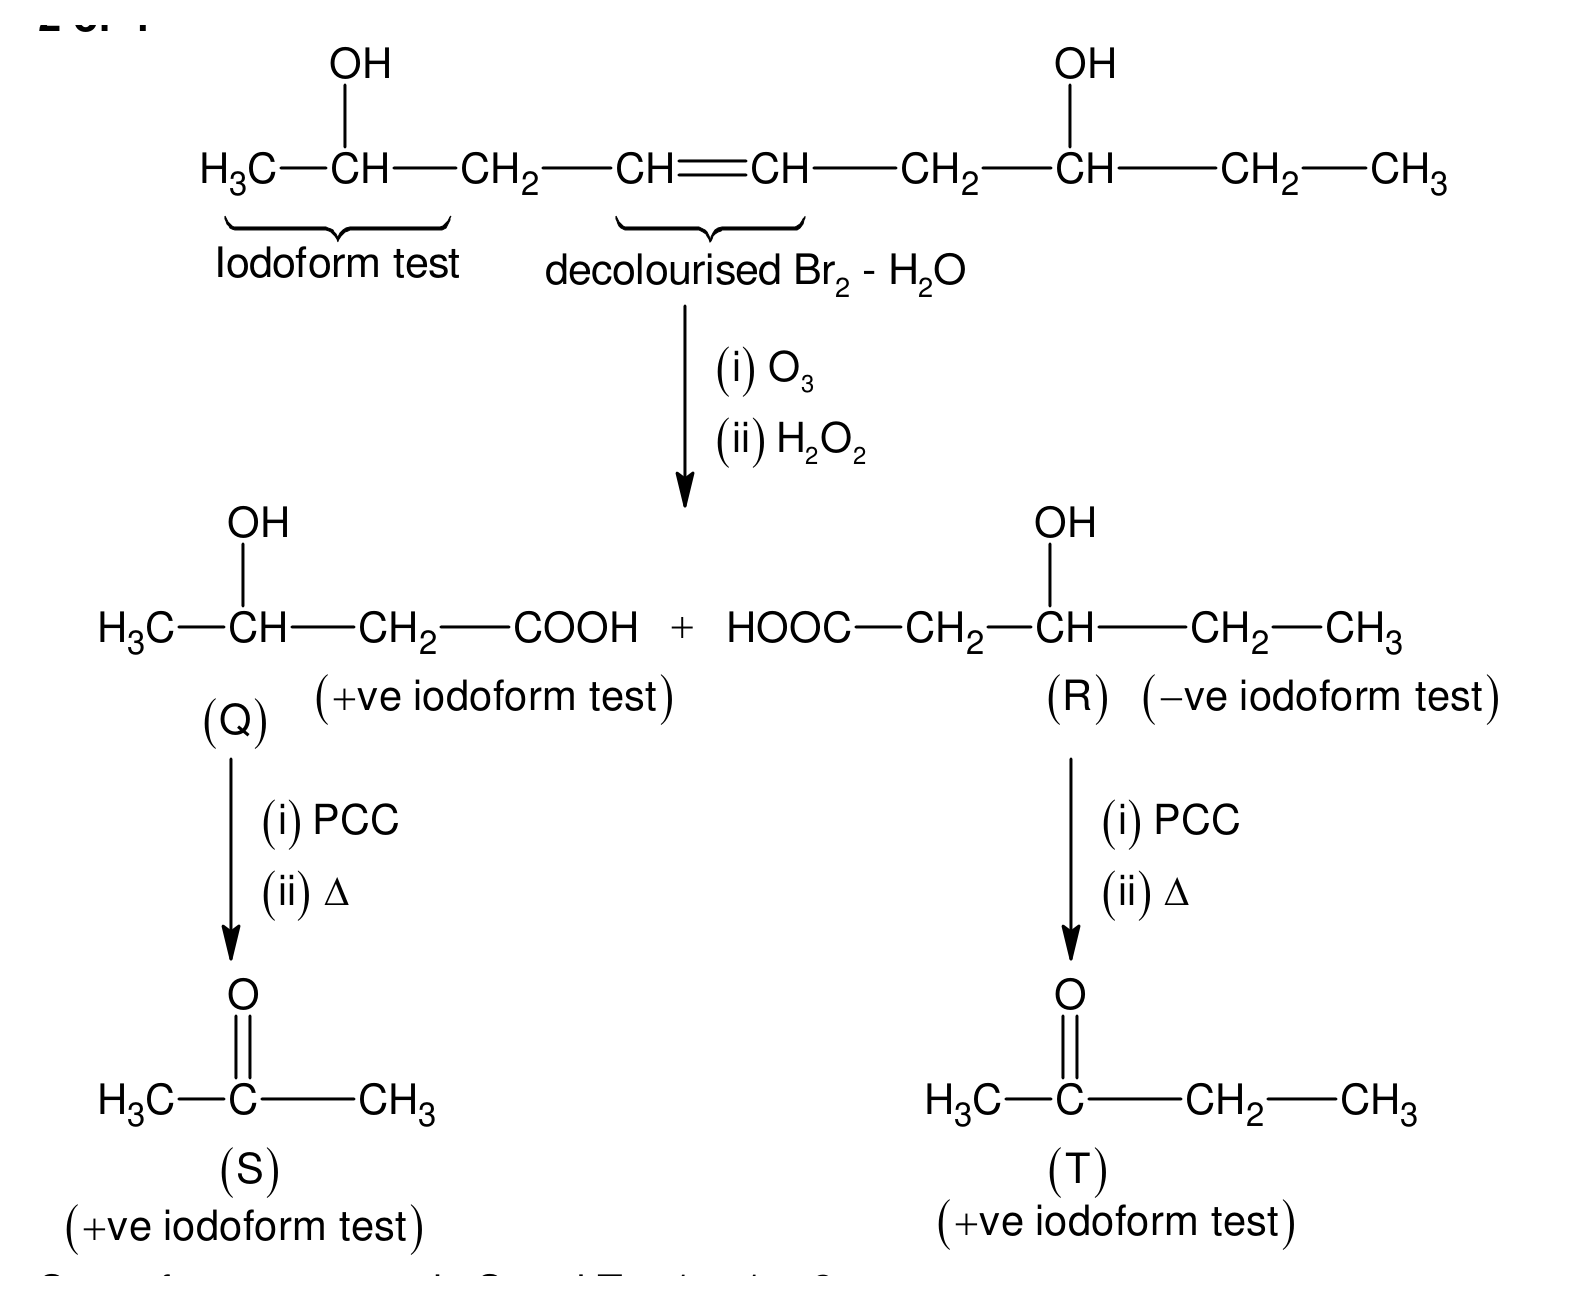 OH OH
H₃C—CH—CH₂—CH=CH—CH₂—CH—CH₂—CH₃
Iodoform test decolourised Br₂ - H₂O
(i) O₃
(ii) H₂O₂
OH OH
H₃C—CH—CH₂—COOH + HOOC—CH₂—CH—CH₂—CH₃
(Q) (+ve iodoform test) (R) (–ve iodoform test)
(i) PCC (i) PCC
(ii) Δ (ii) Δ
O O
H₃C—C—CH₃ H₃C—C—CH₂—CH₃
(S) (T)
(+ve iodoform test) (+ve iodoform test)